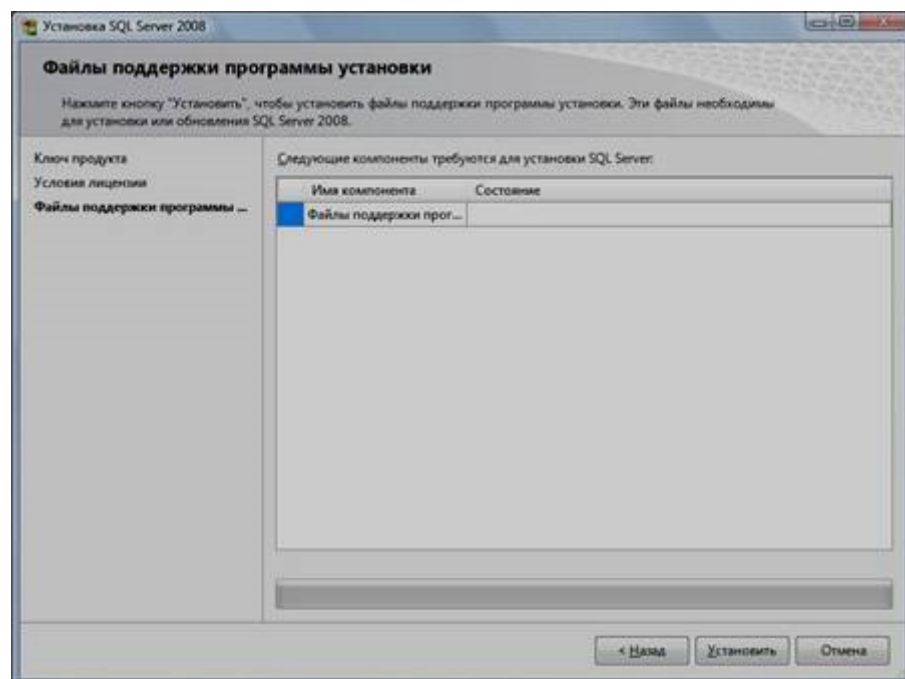 Установка SQL Server 2008
Файлы поддержки программы установки
Нажмите кнопку "Установить", чтобы установить файлы поддержки программы установки. Эти файлы необходимы
для установки или обновления SQL Server 2008.
Ключ продукта
Условия лицензии
Файлы поддержки программы ...
Следующие компоненты требуются для установки SQL Server:
Имя компонента Состояние
Файлы поддержки прог...
< Назад Установить Отмена